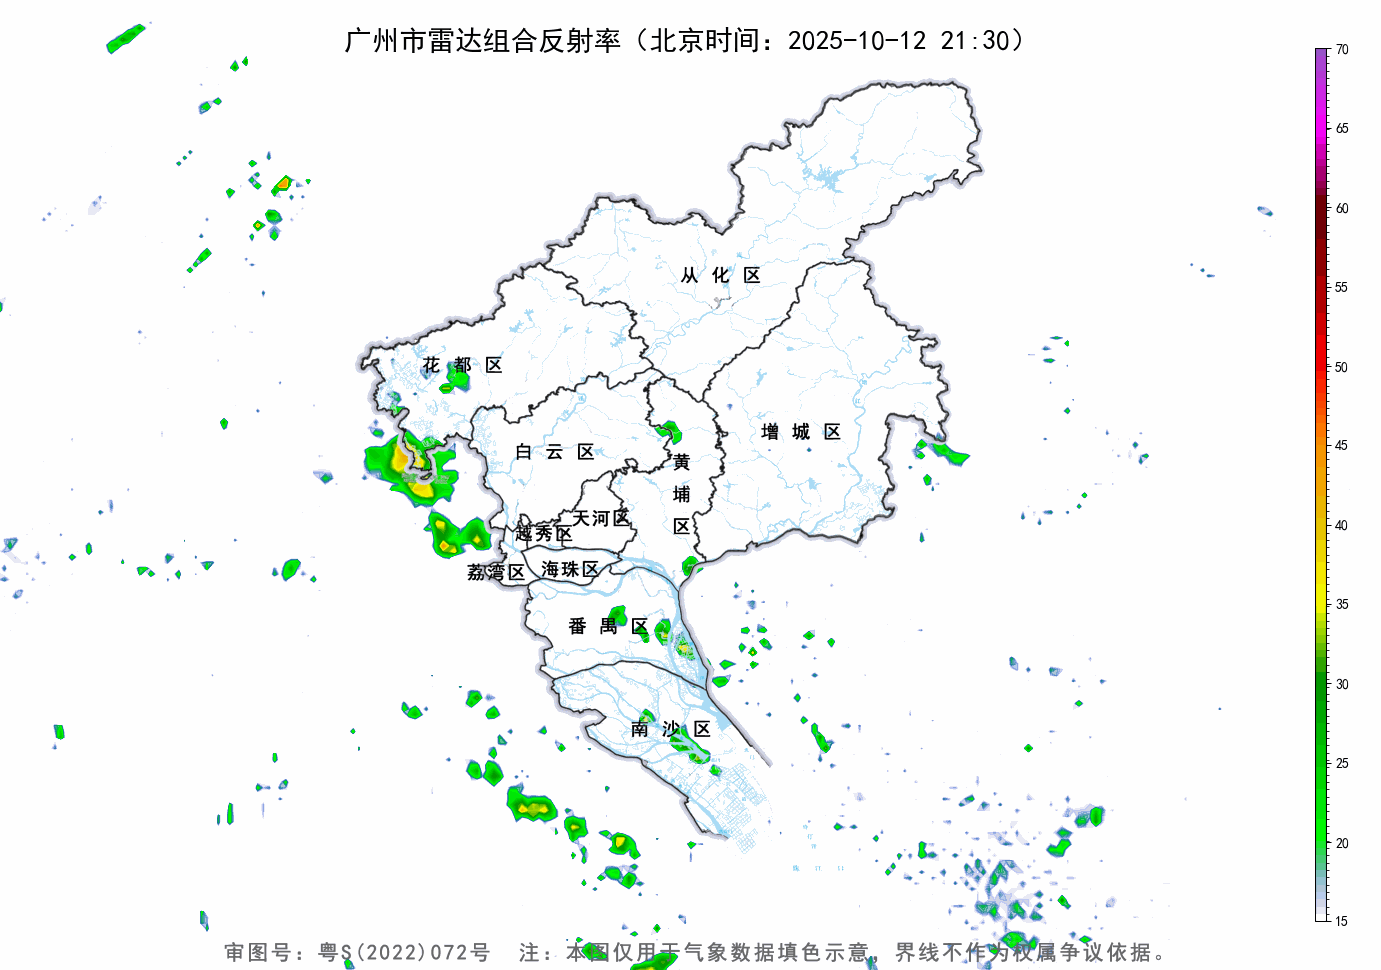 广州市雷达组合反射率（北京时间：2025-10-12 21:30）
70
65
60
55
50
45
40
35
30
25
20
15
从化区
花都区
增城区
白云区
黄埔区
天河区
越秀区
海珠区
荔湾区
番禺区
南沙区
审图号：粤S(2022)072号 注：本图仅用于气象数据填色示意，界线不作为权属争议依据。